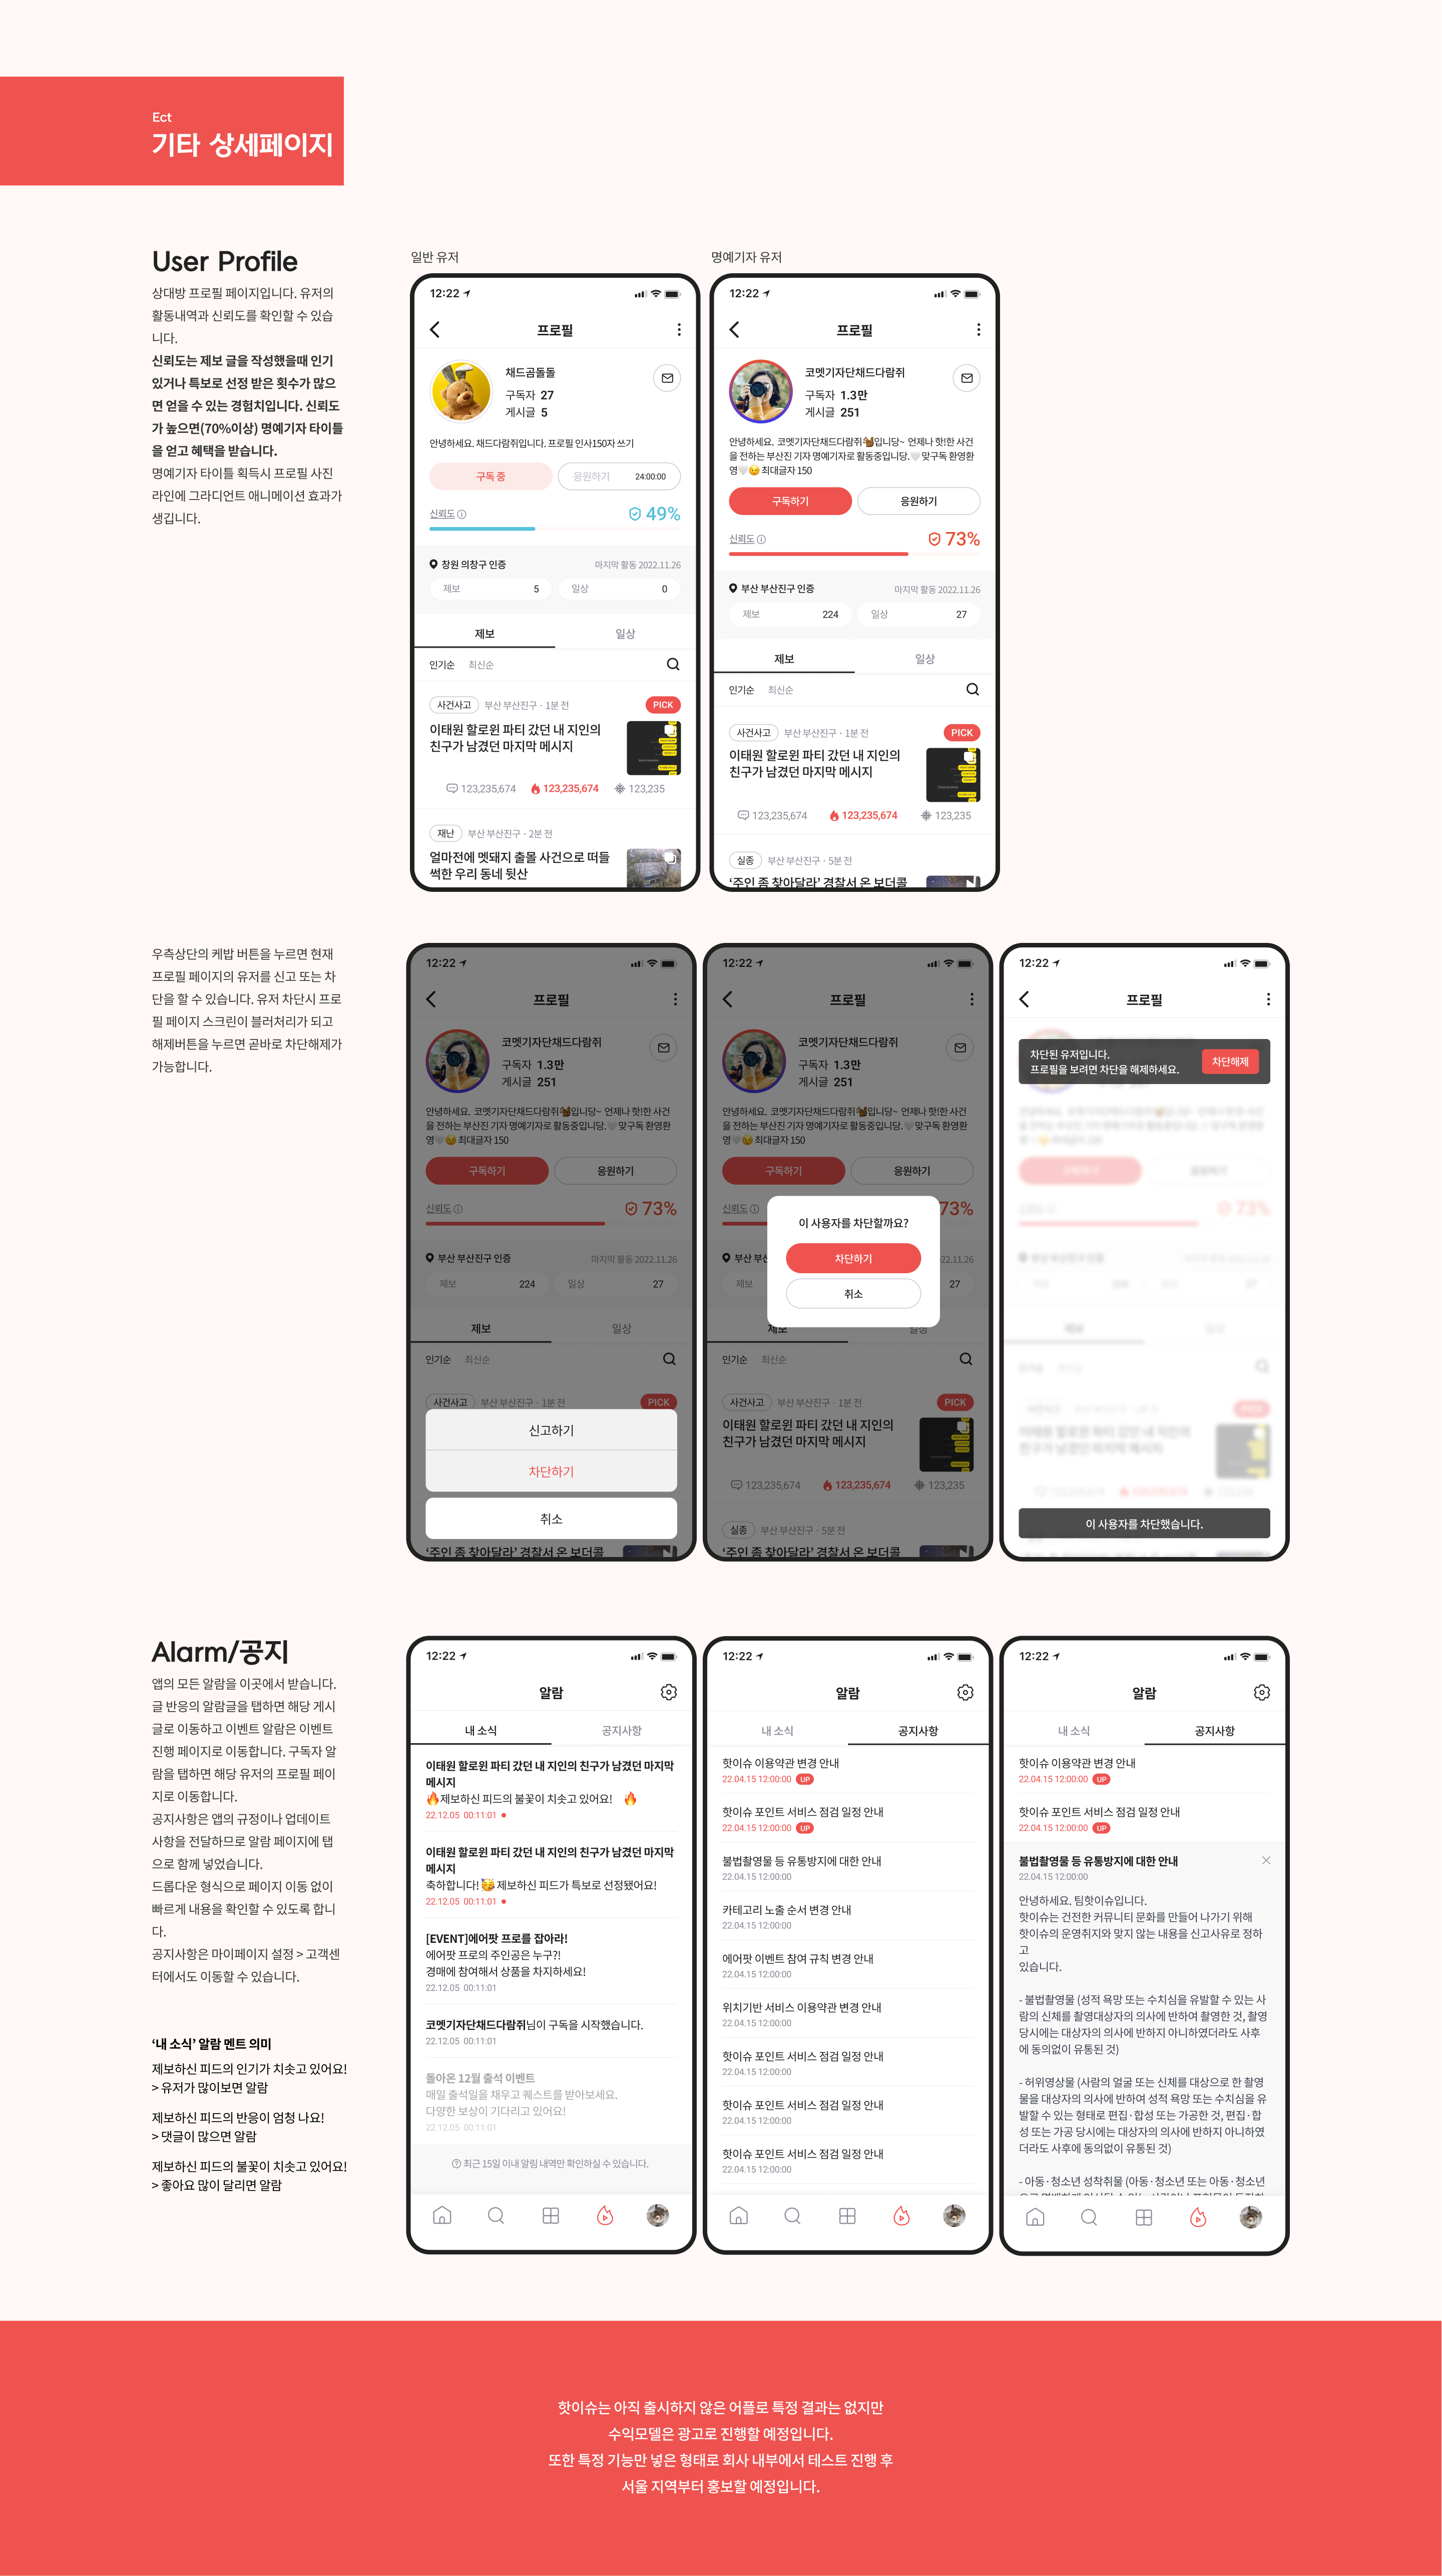 Ect
기타 상세페이지
User Profile
상대방 프로필 페이지입니다. 유저의
활동내역과 신뢰도를 확인할 수 있습
니다.
신뢰도는 제보 글을 작성했을때 인기
있거나 특보로 선정 받은 횟수가 많으
면 얻을 수 있는 경험치입니다. 신뢰도
가 높으면(70%이상) 명예기자 타이틀
을 얻고 혜택을 받습니다.
명예기자 타이틀 획득시 프로필 사진
라인에 그라디언트 애니메이션 효과가
생깁니다.
일반 유저
12:22
프로필
채드곰돌돌
구독자 27
게시글 5
안녕하세요. 채드다람쥐입니다. 프로필 인사150자 쓰기
구독 중
응원하기 24:00:00
신뢰도
49%
창원 의창구 인증
마지막 활동 2022.11.26
제보 5
일상 0
제보
일상
인기순 최신순
사건사고 부산 부산진구 · 1분 전
PICK
이태원 할로윈 파티 갔던 내 지인의
친구가 남겼던 마지막 메시지
123,235,674 123,235,674 123,235
재난 부산 부산진구 · 2분 전
얼마전에 멧돼지 출몰 사건으로 떠들
썩한 우리 동네 뒷산
명예기자 유저
12:22
프로필
코멧기자단채드다람쥐
구독자 1.3만
게시글 251
안녕하세요. 코멧기자단채드다람쥐🐿입니당~ 언제나 핫!한 사건
을 전하는 부산진 기자 명예기자로 활동중입니당.🤍맞구독 환영환
영🤍😉최대글자 150
구독하기
응원하기
신뢰도
73%
부산 부산진구 인증
마지막 활동 2022.11.26
제보 224
일상 27
제보
일상
인기순 최신순
사건사고 부산 부산진구 · 1분 전
PICK
이태원 할로윈 파티 갔던 내 지인의
친구가 남겼던 마지막 메시지
123,235,674 123,235,674 123,235
실종 부산 부산진구 · 5분 전
‘주인 좀 찾아달라’ 경찰서 온 보더콜
우측상단의 케밥 버튼을 누르면 현재
프로필 페이지의 유저를 신고 또는 차
단을 할 수 있습니다. 유저 차단시 프로
필 페이지 스크린이 블러처리가 되고
해제버튼을 누르면 곧바로 차단해제가
가능합니다.
12:22
프로필
코멧기자단채드다람쥐
구독자 1.3만
게시글 251
안녕하세요. 코멧기자단채드다람쥐🐿입니당~ 언제나 핫!한 사건
을 전하는 부산진 기자 명예기자로 활동중입니당.🤍맞구독 환영환
영🤍😉최대글자 150
구독하기
응원하기
신뢰도
73%
부산 부산진구 인증
마지막 활동 2022.11.26
제보 224
일상 27
제보
일상
인기순 최신순
사건사고 부산 부산진구 · 1분 전
PICK
신고하기
차단하기
취소
‘주인 좀 찾아달라’ 경찰서 온 보더콜
12:22
프로필
코멧기자단채드다람쥐
구독자 1.3만
게시글 251
안녕하세요. 코멧기자단채드다람쥐🐿입니당~ 언제나 핫!한 사건
을 전하는 부산진 기자 명예기자로 활동중입니당.🤍맞구독 환영환
영🤍😉최대글자 150
구독하기
응원하기
신뢰도
73%
이 사용자를 차단할까요?
차단하기
취소
부산 부산
22.11.26
제보
27
제보
일상
인기순 최신순
사건사고 부산 부산진구 · 1분 전
PICK
이태원 할로윈 파티 갔던 내 지인의
친구가 남겼던 마지막 메시지
123,235,674 123,235,674 123,235
실종 부산 부산진구 · 5분 전
‘주인 좀 찾아달라’ 경찰서 온 보더콜
12:22
프로필
차단된 유저입니다.
프로필을 보려면 차단을 해제하세요.
차단해제
이 사용자를 차단했습니다.
Alarm/공지
앱의 모든 알람을 이곳에서 받습니다.
글 반응의 알람글을 탭하면 해당 게시
글로 이동하고 이벤트 알람은 이벤트
진행 페이지로 이동합니다. 구독자 알
람을 탭하면 해당 유저의 프로필 페이
지로 이동합니다.
공지사항은 앱의 규정이나 업데이트
사항을 전달하므로 알람 페이지에 탭
으로 함께 넣었습니다.
드롭다운 형식으로 페이지 이동 없이
빠르게 내용을 확인할 수 있도록 합니
다.
공지사항은 마이페이지 설정 > 고객센
터에서도 이동할 수 있습니다.
‘내 소식’ 알람 멘트 의미
제보하신 피드의 인기가 치솟고 있어요!
> 유저가 많이보면 알람
제보하신 피드의 반응이 엄청 나요!
> 댓글이 많으면 알람
제보하신 피드의 불꽃이 치솟고 있어요!
> 좋아요 많이 달리면 알람
12:22
알람
내 소식
공지사항
이태원 할로윈 파티 갔던 내 지인의 친구가 남겼던 마지막
메시지
🔥제보하신 피드의 불꽃이 치솟고 있어요! 🔥
22.12.05 00:11:01
이태원 할로윈 파티 갔던 내 지인의 친구가 남겼던 마지막
메시지
축하합니다!🥳제보하신 피드가 특보로 선정됐어요!
22.12.05 00:11:01
[EVENT]에어팟 프로를 잡아라!
에어팟 프로의 주인공은 누구?!
경매에 참여해서 상품을 차지하세요!
22.12.05 00:11:01
코멧기자단채드다람쥐님이 구독을 시작했습니다.
22.12.05 00:11:01
돌아온 12월 출석 이벤트
매일 출석일을 채우고 퀘스트를 받아보세요.
다양한 보상이 기다리고 있어요!
22.12.05 00:11:01
최근 15일 이내 알림 내역만 확인하실 수 있습니다.
12:22
알람
내 소식
공지사항
핫이슈 이용약관 변경 안내
22.04.15 12:00:00 UP
핫이슈 포인트 서비스 점검 일정 안내
22.04.15 12:00:00 UP
불법촬영물 등 유통방지에 대한 안내
22.04.15 12:00:00
카테고리 노출 순서 변경 안내
22.04.15 12:00:00
에어팟 이벤트 참여 규칙 변경 안내
22.04.15 12:00:00
위치기반 서비스 이용약관 변경 안내
22.04.15 12:00:00
핫이슈 포인트 서비스 점검 일정 안내
22.04.15 12:00:00
핫이슈 포인트 서비스 점검 일정 안내
22.04.15 12:00:00
핫이슈 포인트 서비스 점검 일정 안내
22.04.15 12:00:00
12:22
알람
내 소식
공지사항
핫이슈 이용약관 변경 안내
22.04.15 12:00:00 UP
핫이슈 포인트 서비스 점검 일정 안내
22.04.15 12:00:00 UP
불법촬영물 등 유통방지에 대한 안내
22.04.15 12:00:00
안녕하세요. 팀핫이슈입니다.
핫이슈는 건전한 커뮤니티 문화를 만들어 나가기 위해
핫이슈의 운영취지와 맞지 않는 내용을 신고사유로 정하
고
있습니다.
- 불법촬영물 (성적 욕망 또는 수치심을 유발할 수 있는 사
람의 신체를 촬영대상자의 의사에 반하여 촬영한 것, 촬영
당시에는 대상자의 의사에 반하지 아니하였더라도 사후
에 동의없이 유통된 것)
- 허위영상물 (사람의 얼굴 또는 신체를 대상으로 한 촬영
물을 대상자의 의사에 반하여 성적 욕망 또는 수치심을 유
발할 수 있는 형태로 편집·합성 또는 가공한 것, 편집·합
성 또는 가공 당시에는 대상자의 의사에 반하지 아니하였
더라도 사후에 동의없이 유통된 것)
- 아동·청소년 성착취물 (아동·청소년 또는 아동·청소년
핫이슈는 아직 출시하지 않은 어플로 특정 결과는 없지만
수익모델은 광고로 진행할 예정입니다.
또한 특정 기능만 넣은 형태로 회사 내부에서 테스트 진행 후
서울 지역부터 홍보할 예정입니다.